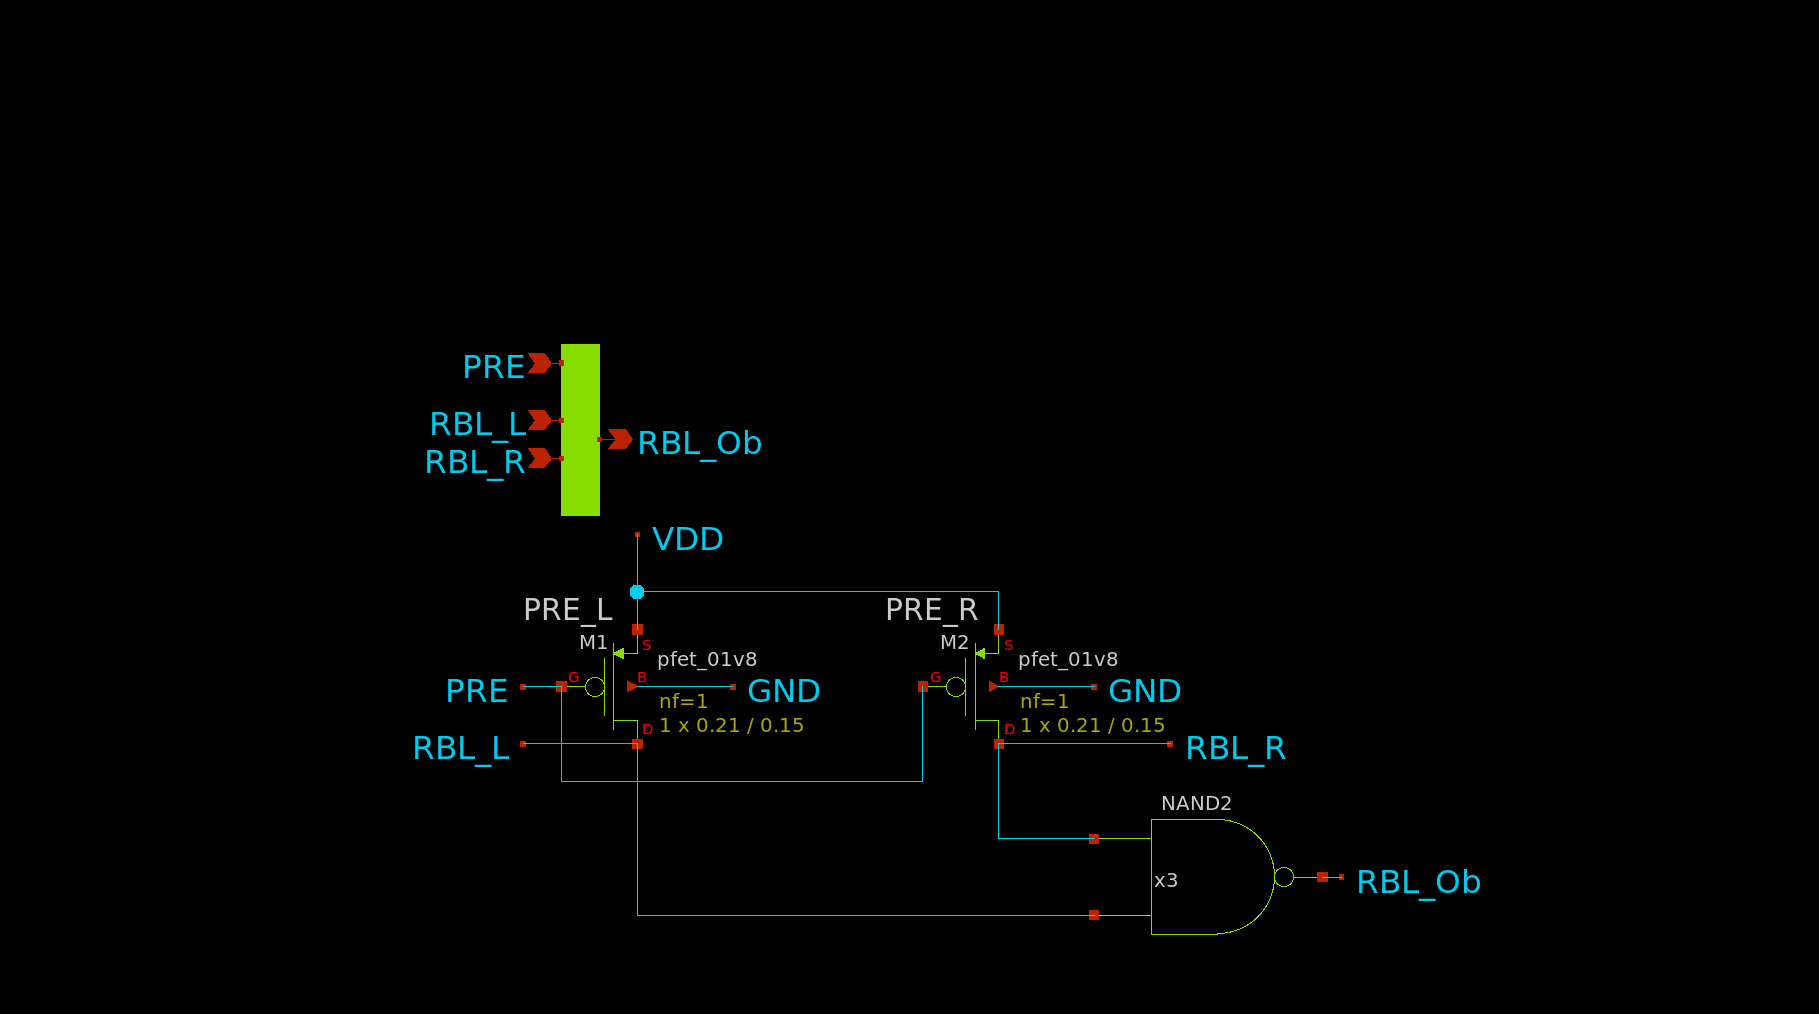 PRE
RBL_L
RBL_R
RBL_Ob
VDD
PRE_L
PRE_R
M1
S
M2
S
pfet_01v8
pfet_01v8
PRE
G
B
GND
G
B
GND
nf=1
nf=1
D
1 x 0.21 / 0.15
D
1 x 0.21 / 0.15
RBL_L
RBL_R
NAND2
x3
RBL_Ob